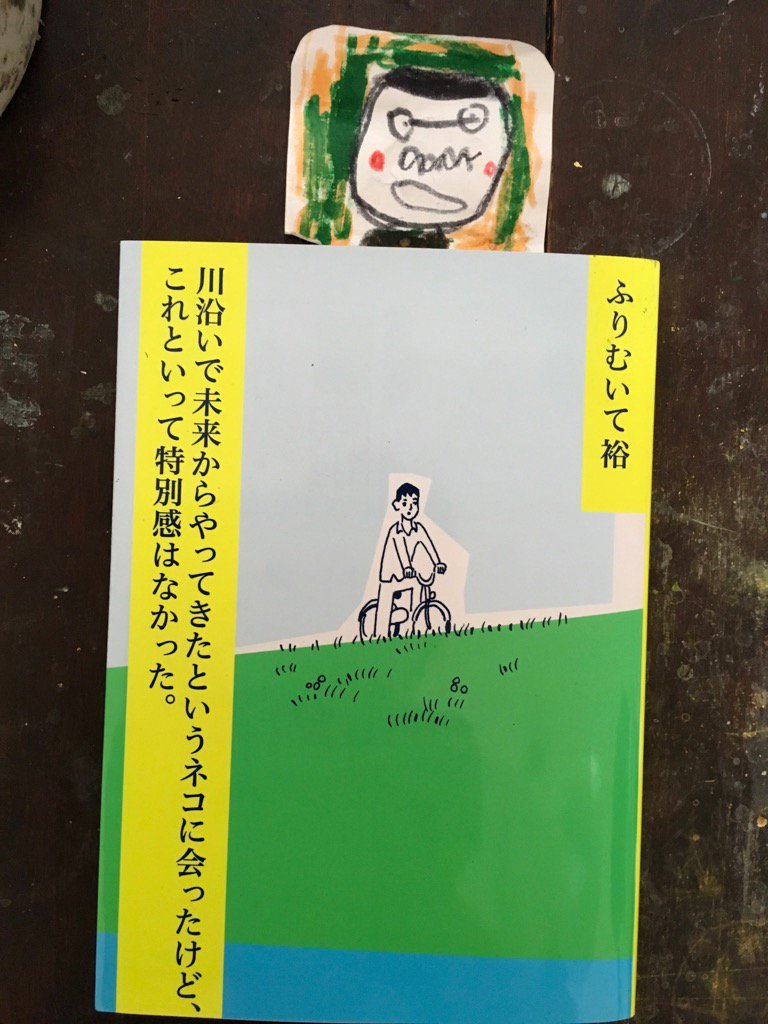 ふりむいて裕
川沿いで未来からやってきたというネコに会ったけど、
これといって特別感はなかった。